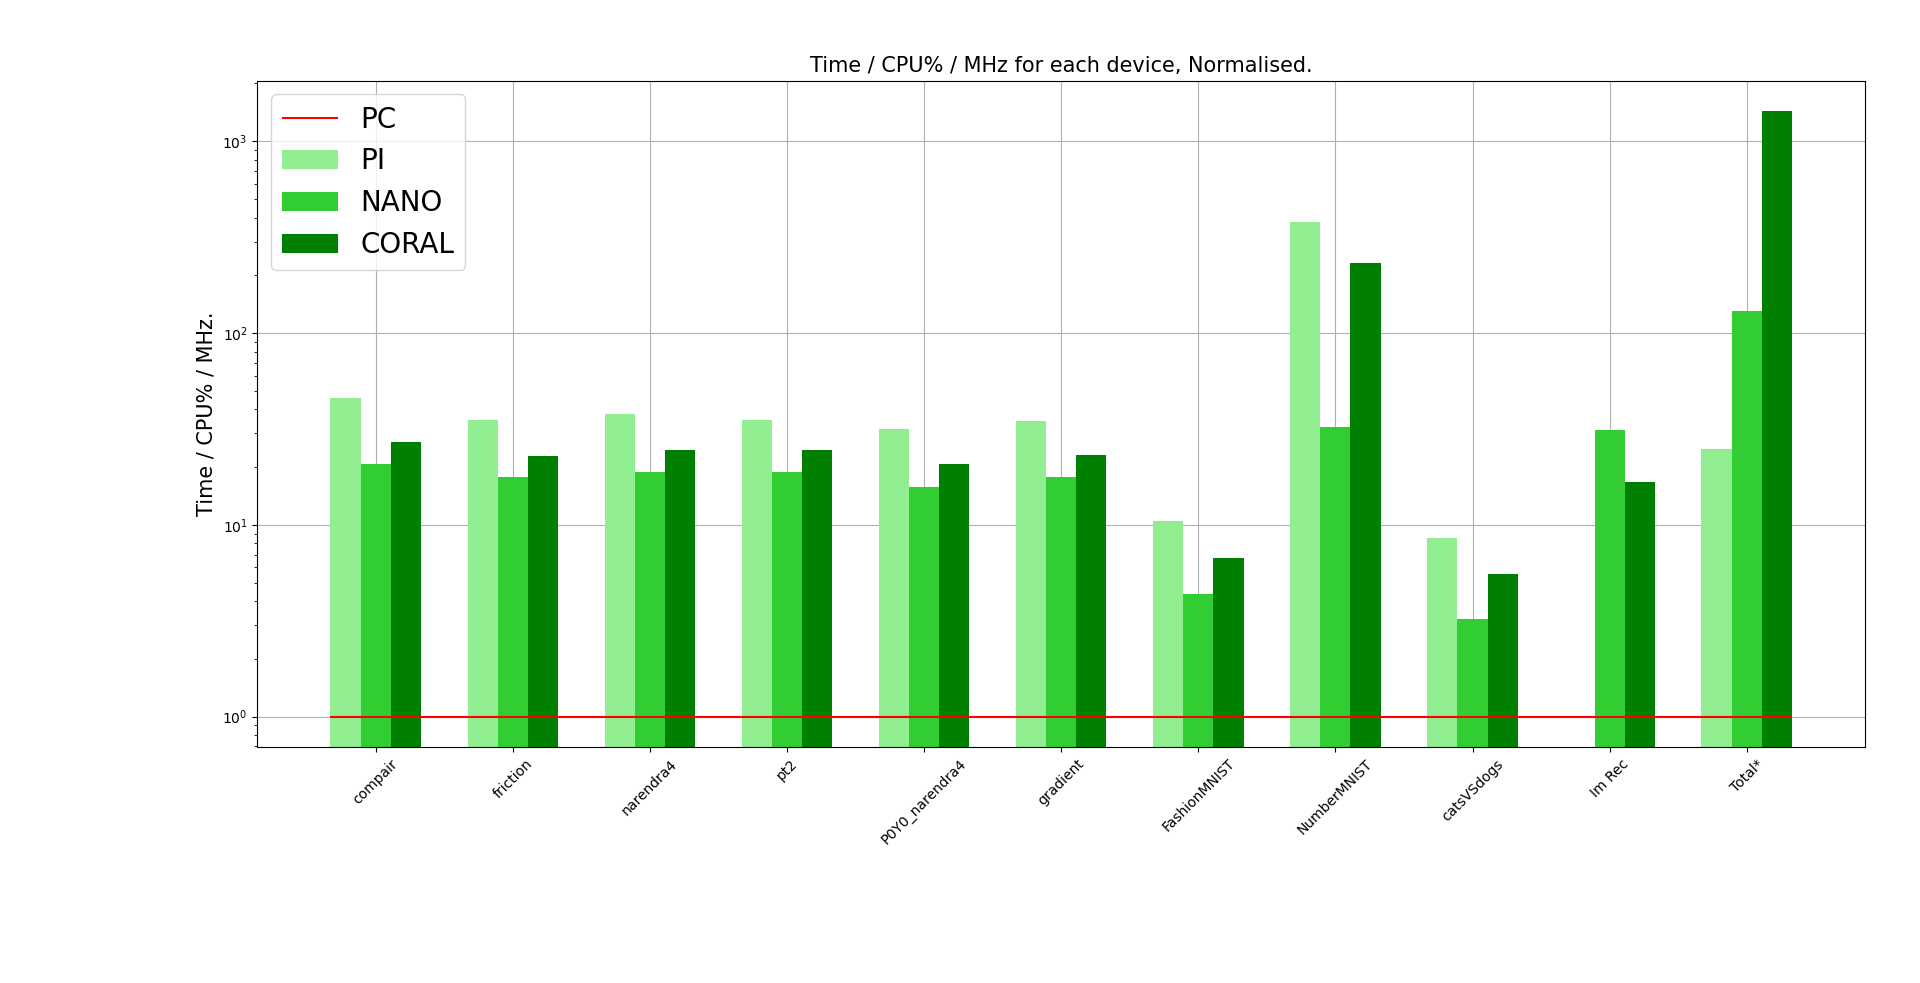 Time / CPU% / MHz for each device, Normalised.
PC
PI
NANO
CORAL
Time / CPU% / MHz.
10³
10²
10¹
10⁰
compair
friction
narendra4
pt2
P0Y0_narendra4
gradient
FashionMNIST
NumberMNIST
catsVSdogs
Im Rec
Total*